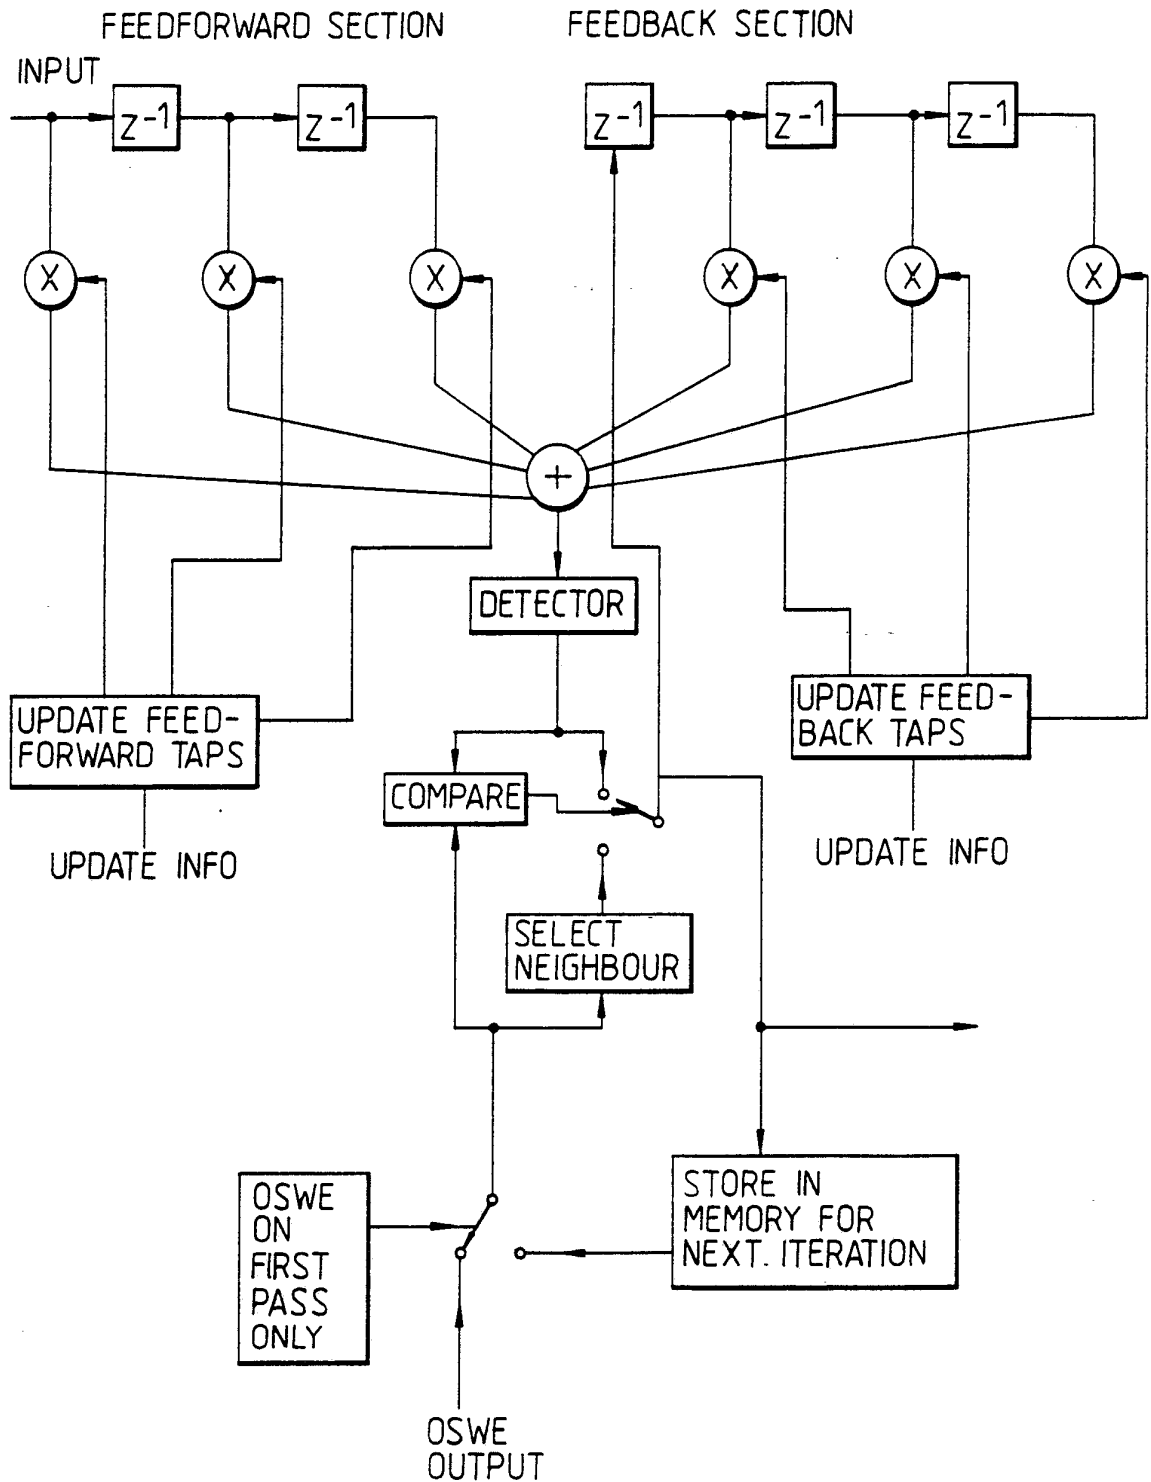 FEEDFORWARD SECTION
FEEDBACK SECTION
INPUT
z⁻¹
z⁻¹
z⁻¹
z⁻¹
z⁻¹
X
X
X
X
X
X
+
DETECTOR
UPDATE FEED-
FORWARD TAPS
UPDATE FEED-
BACK TAPS
COMPARE
UPDATE INFO
UPDATE INFO
SELECT
NEIGHBOUR
OSWE
ON
FIRST
PASS
ONLY
STORE IN
MEMORY FOR
NEXT. ITERATION
OSWE
OUTPUT